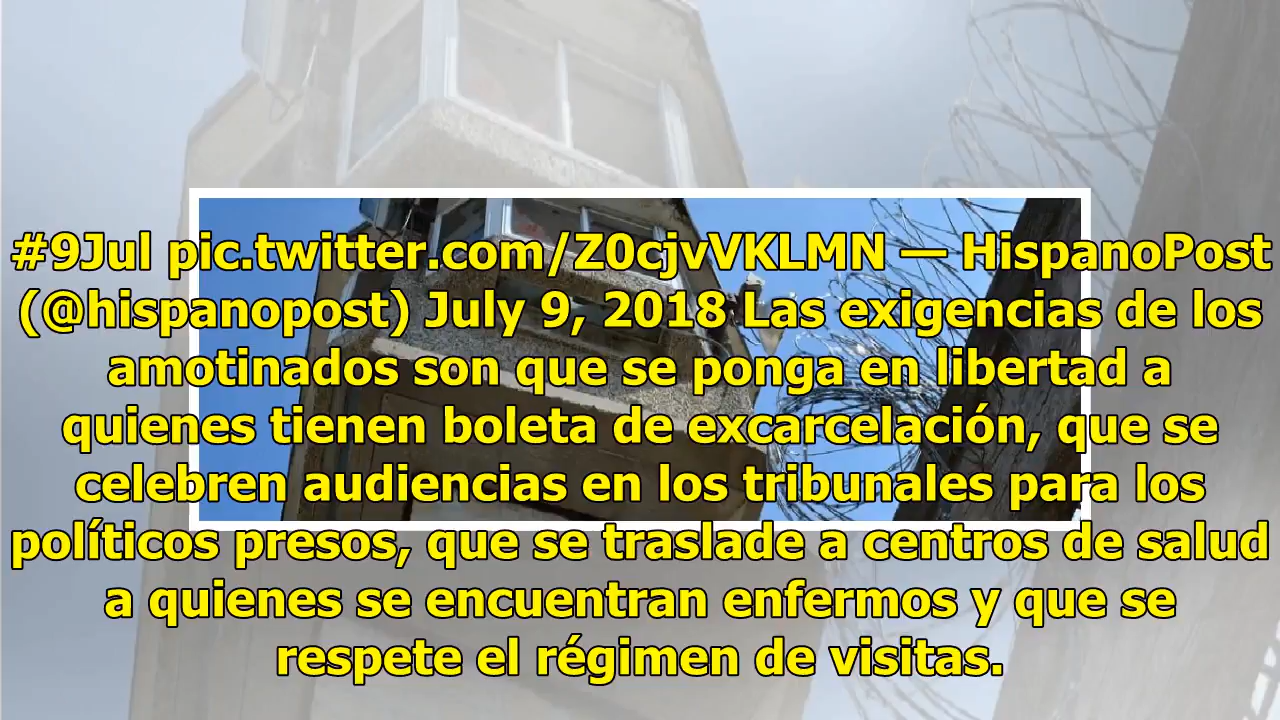 #9Jul pic.twitter.com/Z0cjvVKLMN — HispanoPost
(@hispanopost) July 9, 2018 Las exigencias de los
amotinados son que se ponga en libertad a
quienes tienen boleta de excarcelación, que se
celebren audiencias en los tribunales para los
políticos presos, que se traslade a centros de salud
a quienes se encuentran enfermos y que se
respete el régimen de visitas.